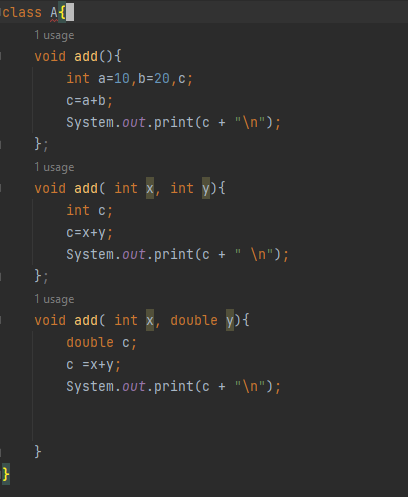 class A{
1 usage
void add(){
int a=10,b=20,c;
c=a+b;
System.out.print(c + "\n");
};
1 usage
void add( int x, int y){
int c;
c=x+y;
System.out.print(c + " \n");
};
1 usage
void add( int x, double y){
double c;
c =x+y;
System.out.print(c + "\n");
}
}